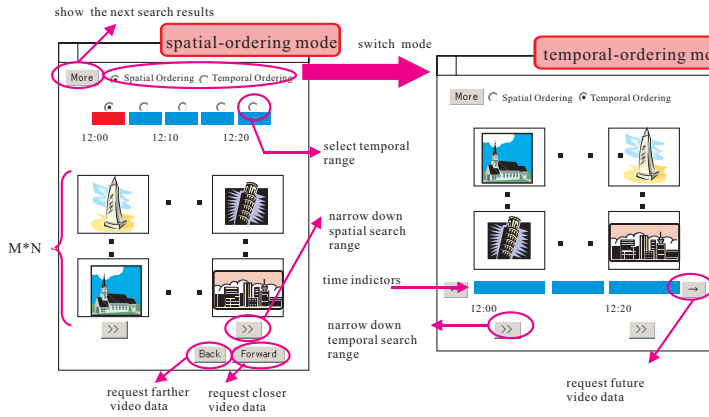 show the next search results
spatial-ordering mode
switch mode
temporal-ordering mo
More Spatial Ordering Temporal Ordering
More Spatial Ordering Temporal Ordering
12:00 12:10 12:20
select temporal
range
M*N
narrow down
spatial search
range
time indictors
→
12:00 12:20
>>
>>
narrow down
temporal search
range
>>
>>
Back Forward
request farther
video data
request closer
video data
request future
video data